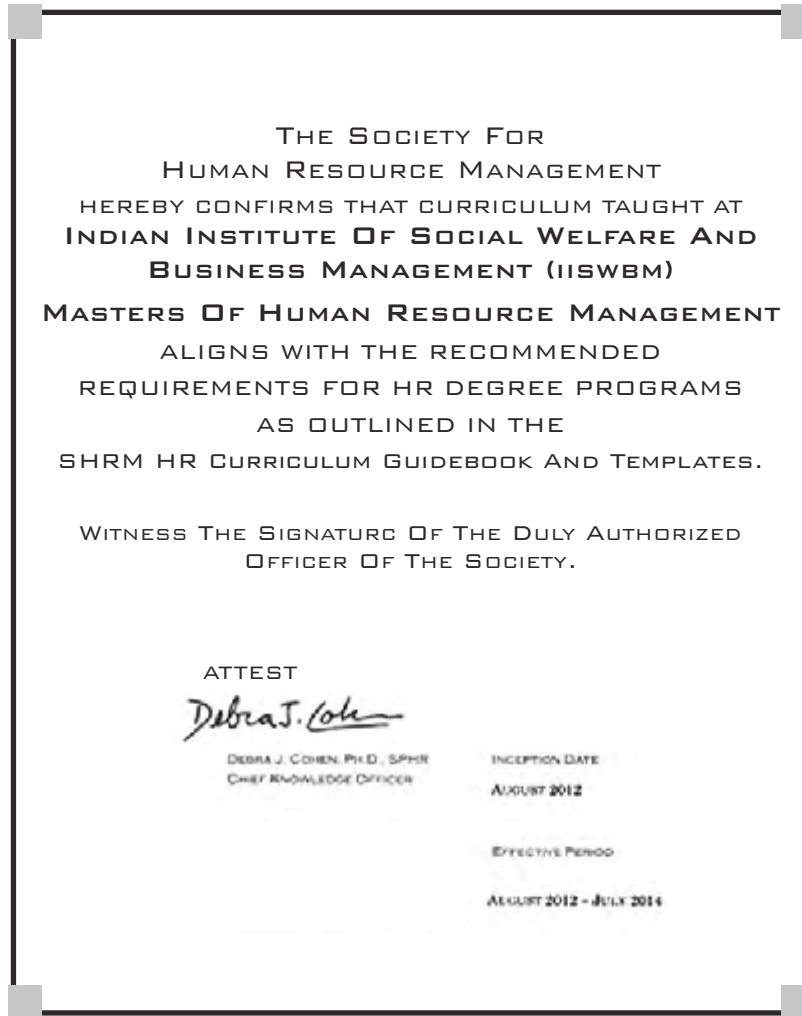 The Society For
Human Resource Management
hereby confirms that curriculum taught at
Indian Institute Of Social Welfare And
Business Management (iiswbm)
Masters Of Human Resource Management
aligns with the recommended
requirements for HR degree programs
as outlined in the
SHRM HR Curriculum Guidebook And Templates.
Witness The Signaturc Of The Duly Authorized
Officer Of The Society.
attest
Debra J. Cohen
Debra J. Cohen, Ph.D., SPHR
Chief Knowledge Officer
Inception Date
August 2012
Effective Period
August 2012 - July 2014